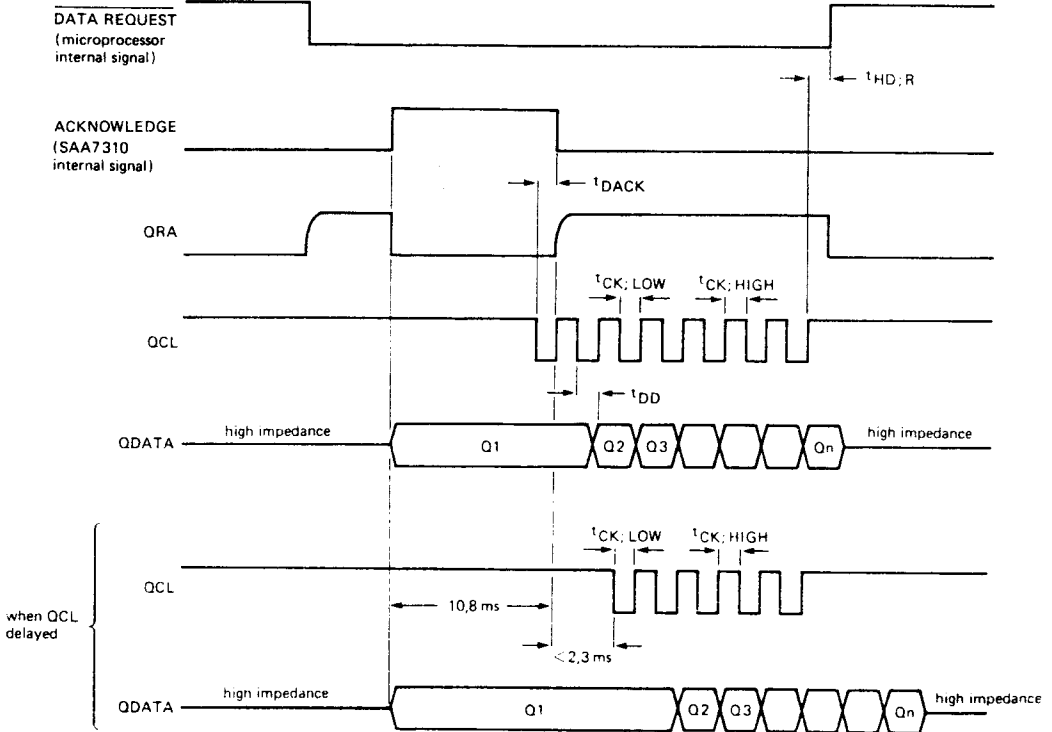 DATA REQUEST
(microprocessor
internal signal)
tHD;R
ACKNOWLEDGE
(SAA7310
internal signal)
tDACK
QRA
tCK;LOW
tCK;HIGH
QCL
tDD
QDATA
high impedance
Q1
Q2
Q3
Qn
high impedance
tCK;LOW
tCK;HIGH
QCL
10,8 ms
when QCL
delayed
<2,3 ms
QDATA
high impedance
Q1
Q2
Q3
Qn
high impedance